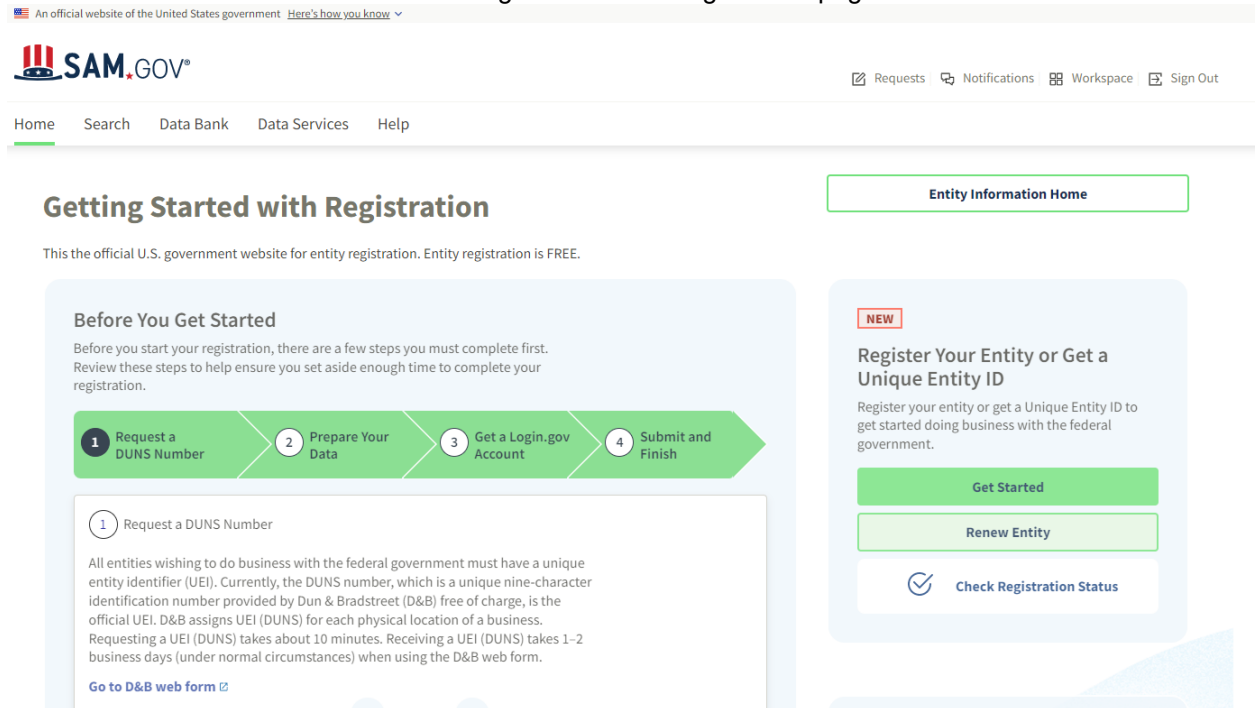 An official website of the United States government Here's how you know
SAM.GOV®
Requests Notifications Workspace Sign Out
Home Search Data Bank Data Services Help
Getting Started with Registration
Entity Information Home
This the official U.S. government website for entity registration. Entity registration is FREE.
Before You Get Started
Before you start your registration, there are a few steps you must complete first.
Review these steps to help ensure you set aside enough time to complete your
registration.
1 Request a
DUNS Number
2 Prepare Your
Data
3 Get a Login.gov
Account
4 Submit and
Finish
1 Request a DUNS Number
All entities wishing to do business with the federal government must have a unique
entity identifier (UEI). Currently, the DUNS number, which is a unique nine-character
identification number provided by Dun & Bradstreet (D&B) free of charge, is the
official UEI. D&B assigns UEI (DUNS) for each physical location of a business.
Requesting a UEI (DUNS) takes about 10 minutes. Receiving a UEI (DUNS) takes 1–2
business days (under normal circumstances) when using the D&B web form.
Go to D&B web form
NEW
Register Your Entity or Get a
Unique Entity ID
Register your entity or get a Unique Entity ID to
get started doing business with the federal
government.
Get Started
Renew Entity
Check Registration Status